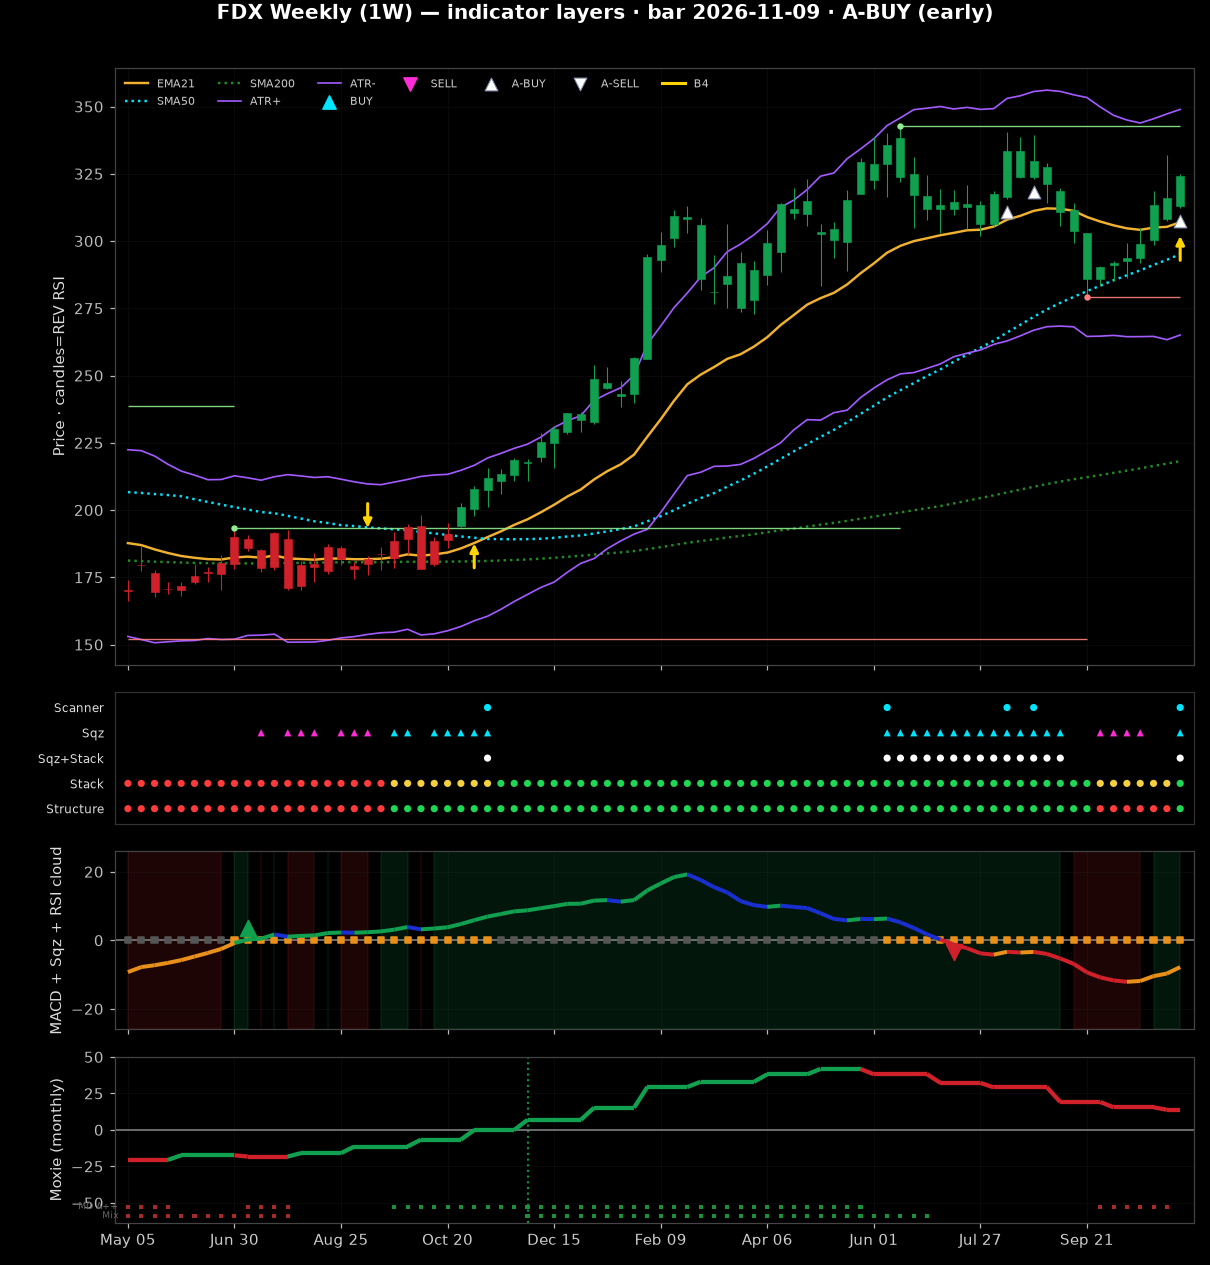 FDX Weekly (1W) — indicator layers · bar 2026-11-09 · A-BUY (early)
EMA21 SMA200 ATR- SELL A-BUY A-SELL B4
SMA50 ATR+ BUY
Price · candles=REV RSI
350
325
300
275
250
225
200
175
150
Scanner
Sqz
Sqz+Stack
Stack
Structure
MACD + Sqz + RSI cloud
20
0
−20
Moxie (monthly)
50
25
0
−25
−50
May 05 Jun 30 Aug 25 Oct 20 Dec 15 Feb 09 Apr 06 Jun 01 Jul 27 Sep 21